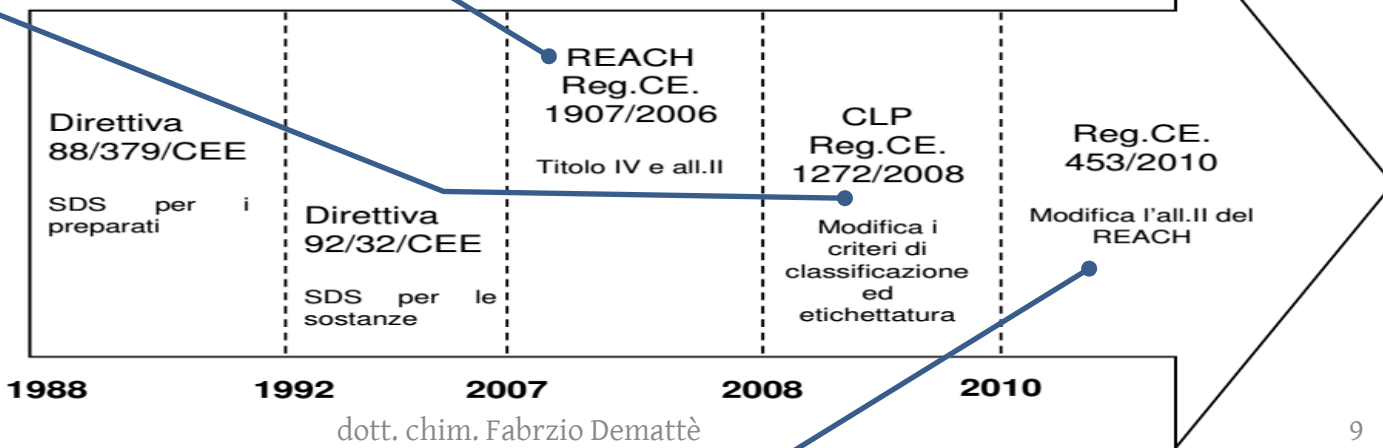 Direttiva
88/379/CEE
SDS per i
preparati
Direttiva
92/32/CEE
SDS per le
sostanze
REACH
Reg.CE.
1907/2006
Titolo IV e all.II
CLP
Reg.CE.
1272/2008
Modifica i
criteri di
classificazione
ed
etichettatura
Reg.CE.
453/2010
Modifica l'all.II del
REACH
1988 1992 2007 2008 2010
dott. chim. Fabrzio Demattè 9